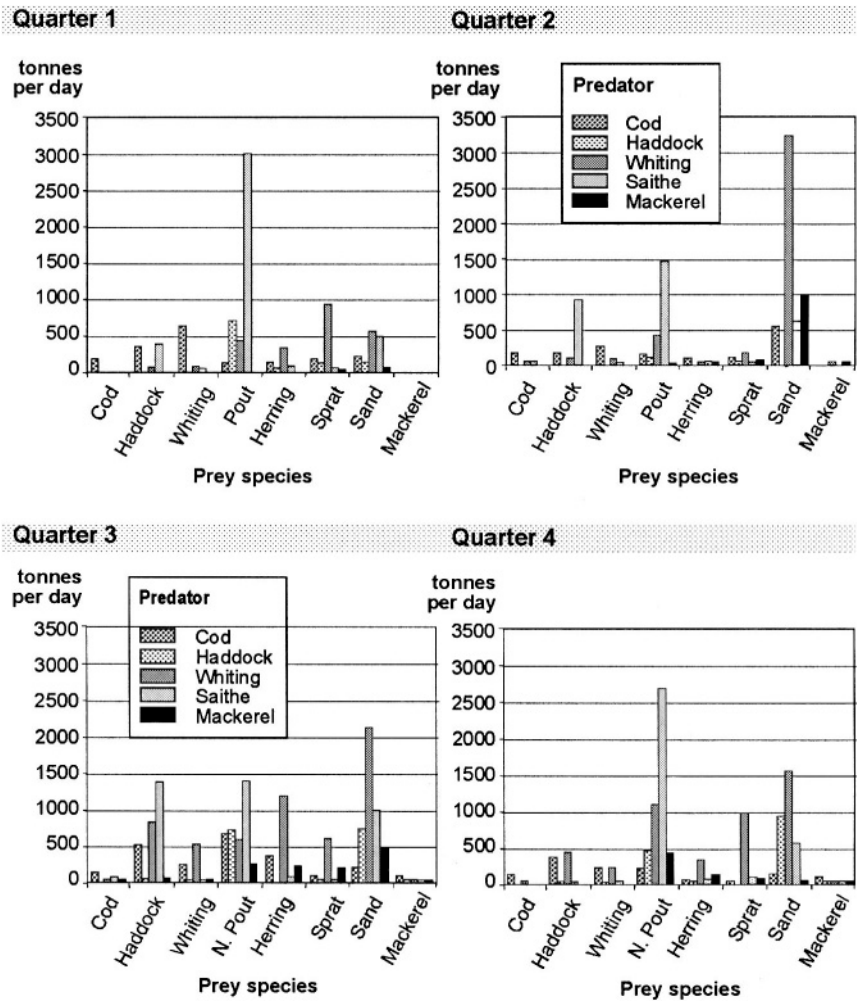 Quarter 1
tonnes
per day
3500
3000
2500
2000
1500
1000
500
0
Cod
Haddock
Whiting
Pout
Herring
Sprat
Sand
Mackerel
Prey species
Quarter 2
tonnes
per day
Predator
Cod
Haddock
Whiting
Saithe
Mackerel
3500
3000
2500
2000
1500
1000
500
0
Cod
Haddock
Whiting
Pout
Herring
Sprat
Sand
Mackerel
Prey species
Quarter 3
tonnes
per day
Predator
Cod
Haddock
Whiting
Saithe
Mackerel
3500
3000
2500
2000
1500
1000
500
0
Cod
Haddock
Whiting
N. Pout
Herring
Sprat
Sand
Mackerel
Prey species
Quarter 4
tonnes
per day
3500
3000
2500
2000
1500
1000
500
0
Cod
Haddock
Whiting
N. Pout
Herring
Sprat
Sand
Mackerel
Prey species